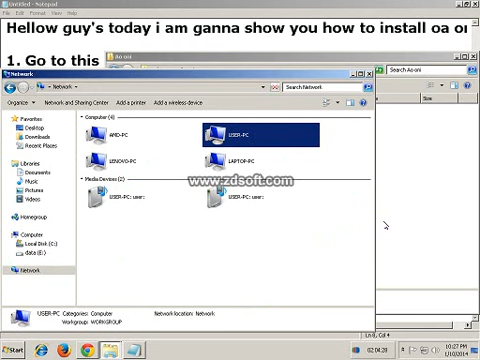 Untitled - Notepad
File Edit Format View Help
Hellow guy's today i am ganna show you how to install oa or
1. Go to this
Ao oni
Search Ao oni
Size
Network
Network
Search Network
Organize
Network and Sharing Center
Add a printer
Add a wireless device
Favorites
Desktop
Downloads
Recent Places
Libraries
Documents
Music
Pictures
Videos
Homegroup
Computer
Local Disk (C:)
data (E:)
Network
Computer (4)
AMD-PC
USER-PC
LENOVO-PC
LAPTOP-PC
Media Devices (2)
USER-PC: user:
USER-PC: user:
www.zdsoft.com
USER-PC Categories: Computer
Network location: Network
Workgroup: WORKGROUP
Ln 8, Col 4
Start
02:04:28
10:27 PM
1/10/2014